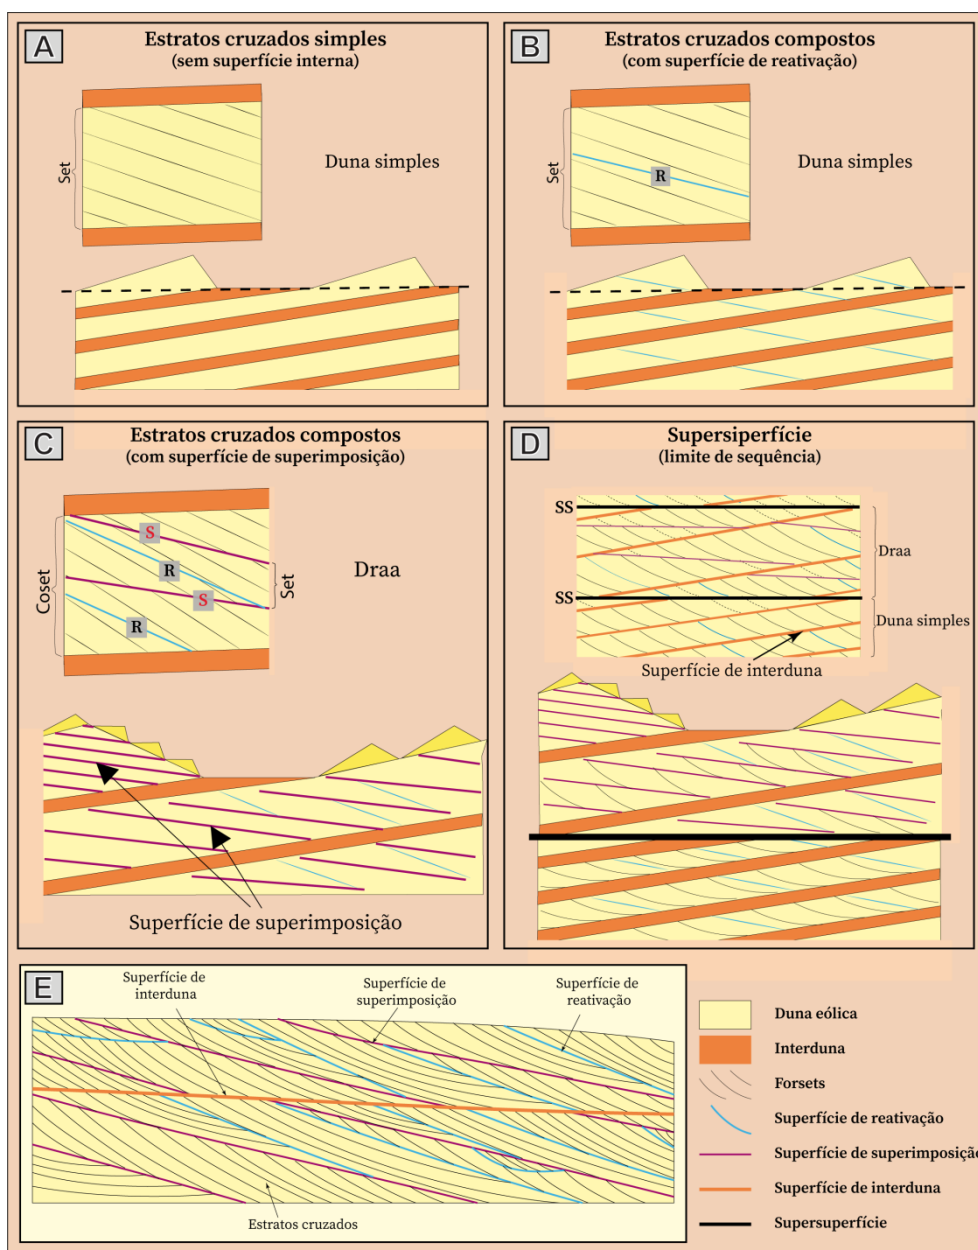 A
Estratos cruzados simples
(sem superfície interna)
Set
Duna simples
B
Estratos cruzados compostos
(com superfície de reativação)
Set
R
Duna simples
C
Estratos cruzados compostos
(com superfície de superimposição)
Coset
S
R
S
R
Set
Draa
Superfície de superimposição
D
Supersiperfície
(limite de sequência)
SS
SS
Draa
Duna simples
Superfície de interduna
E
Superfície de
interduna
Superfície de
superimposição
Superfície de
reativação
Estratos cruzados
Duna eólica
Interduna
Forsets
Superfície de reativação
Superfície de superimposição
Superfície de interduna
Supersuperfície